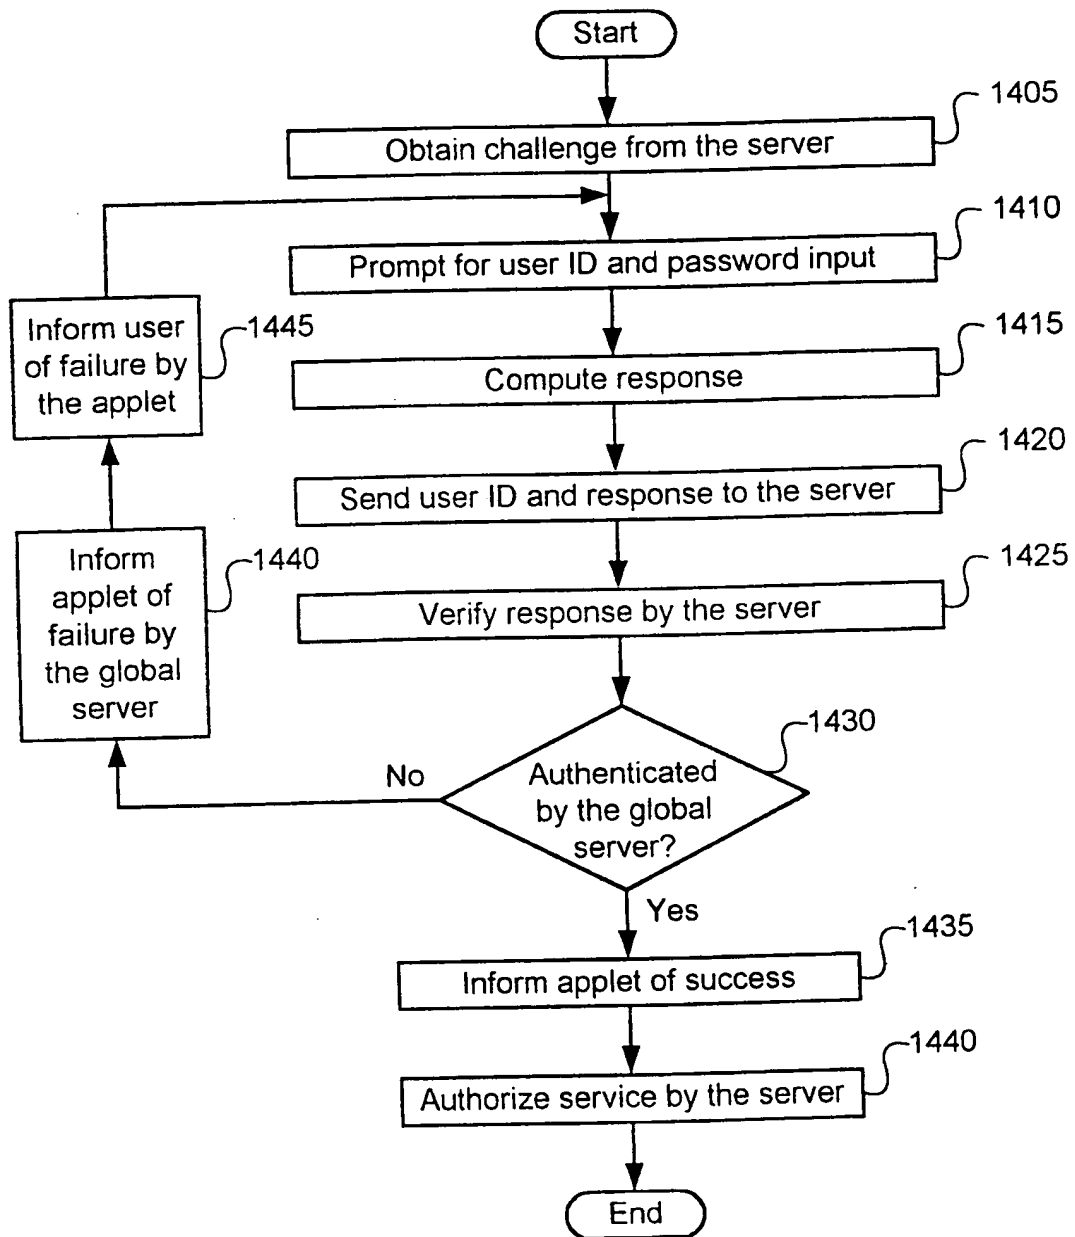 Start
Obtain challenge from the server
1405
Prompt for user ID and password input
1410
Compute response
1415
Send user ID and response to the server
1420
Verify response by the server
1425
Authenticated
by the global
server?
1430
No
Yes
Inform
applet of
failure by
the global
server
1440
Inform user
of failure by
the applet
1445
Inform applet of success
1435
Authorize service by the server
1440
End